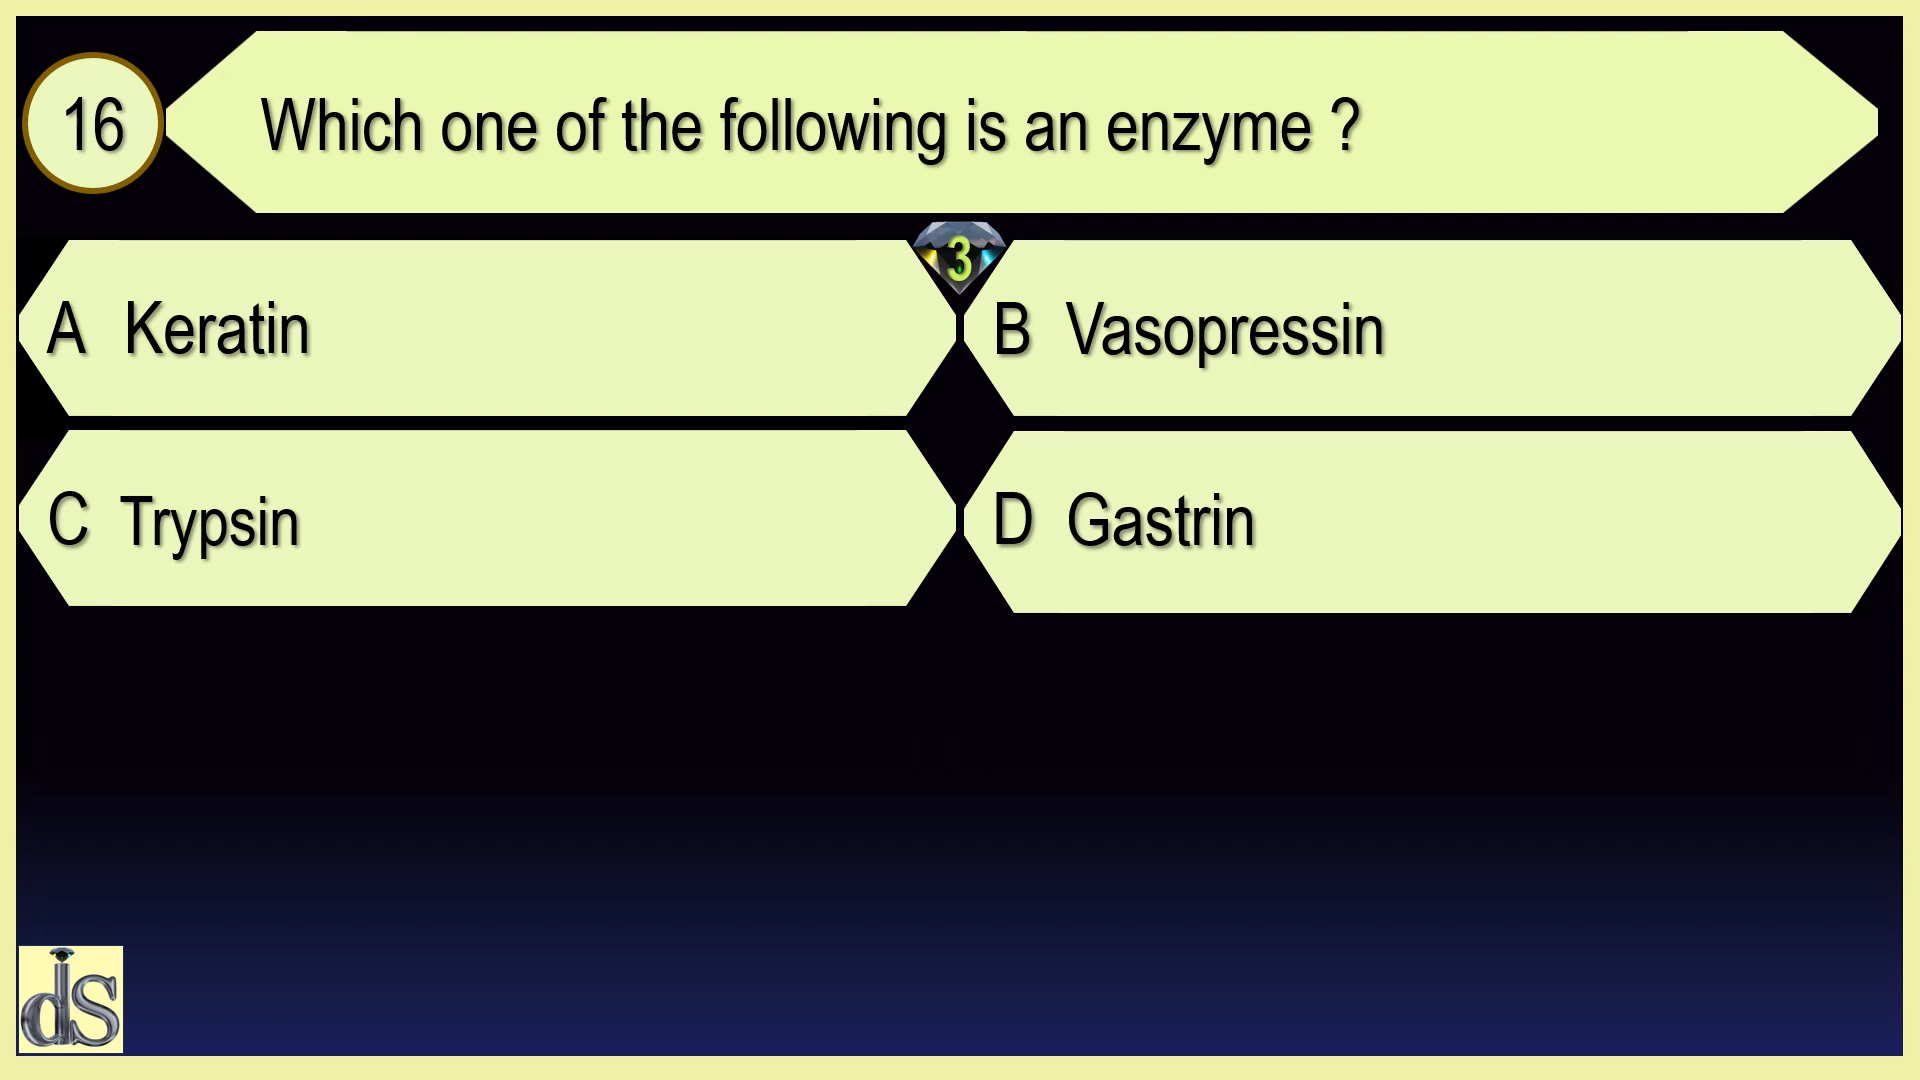 16
Which one of the following is an enzyme ?
3
A Keratin
B Vasopressin
C Trypsin
D Gastrin
ds